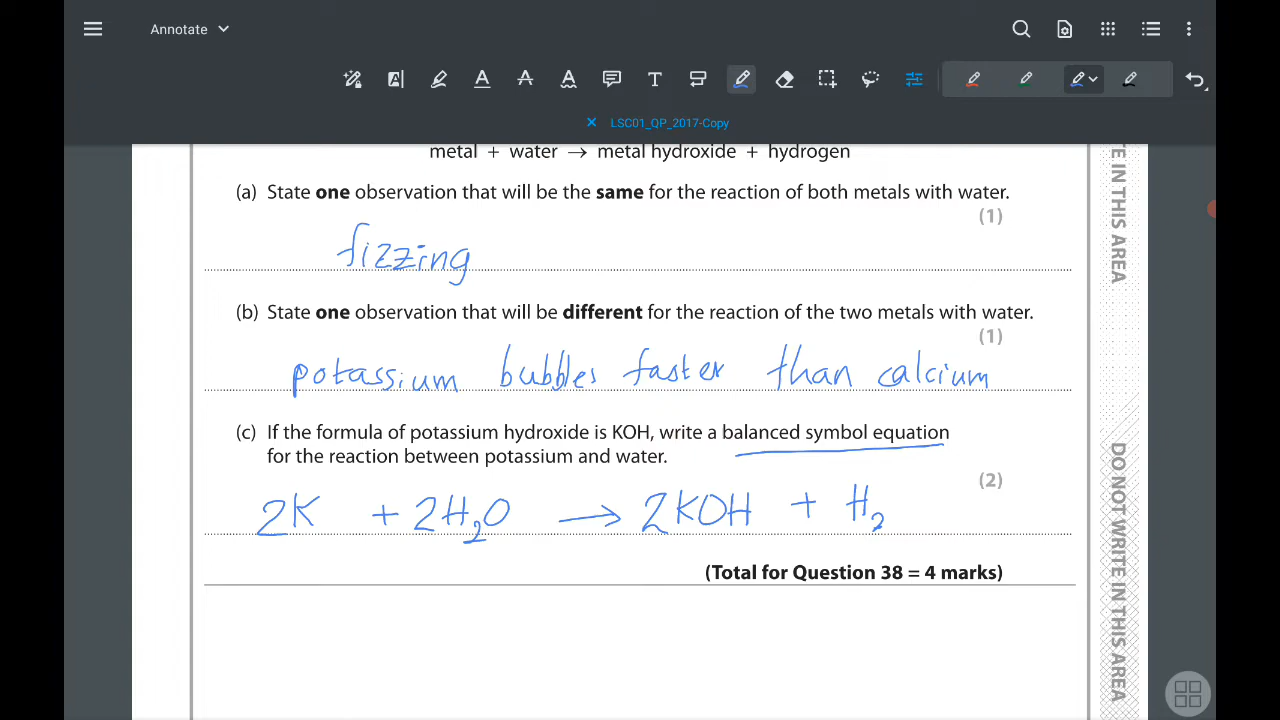 Annotate
LSC01_QP_2017-Copy
metal + water → metal hydroxide + hydrogen
(a) State one observation that will be the same for the reaction of both metals with water.
(1)
fizzing
(b) State one observation that will be different for the reaction of the two metals with water.
(1)
potassium bubbles faster than calcium
(c) If the formula of potassium hydroxide is KOH, write a balanced symbol equation
for the reaction between potassium and water.
(2)
2K + 2H₂O → 2KOH + H₂
(Total for Question 38 = 4 marks)
TE IN THIS AREA
DO NOT WRITE IN THIS AREA